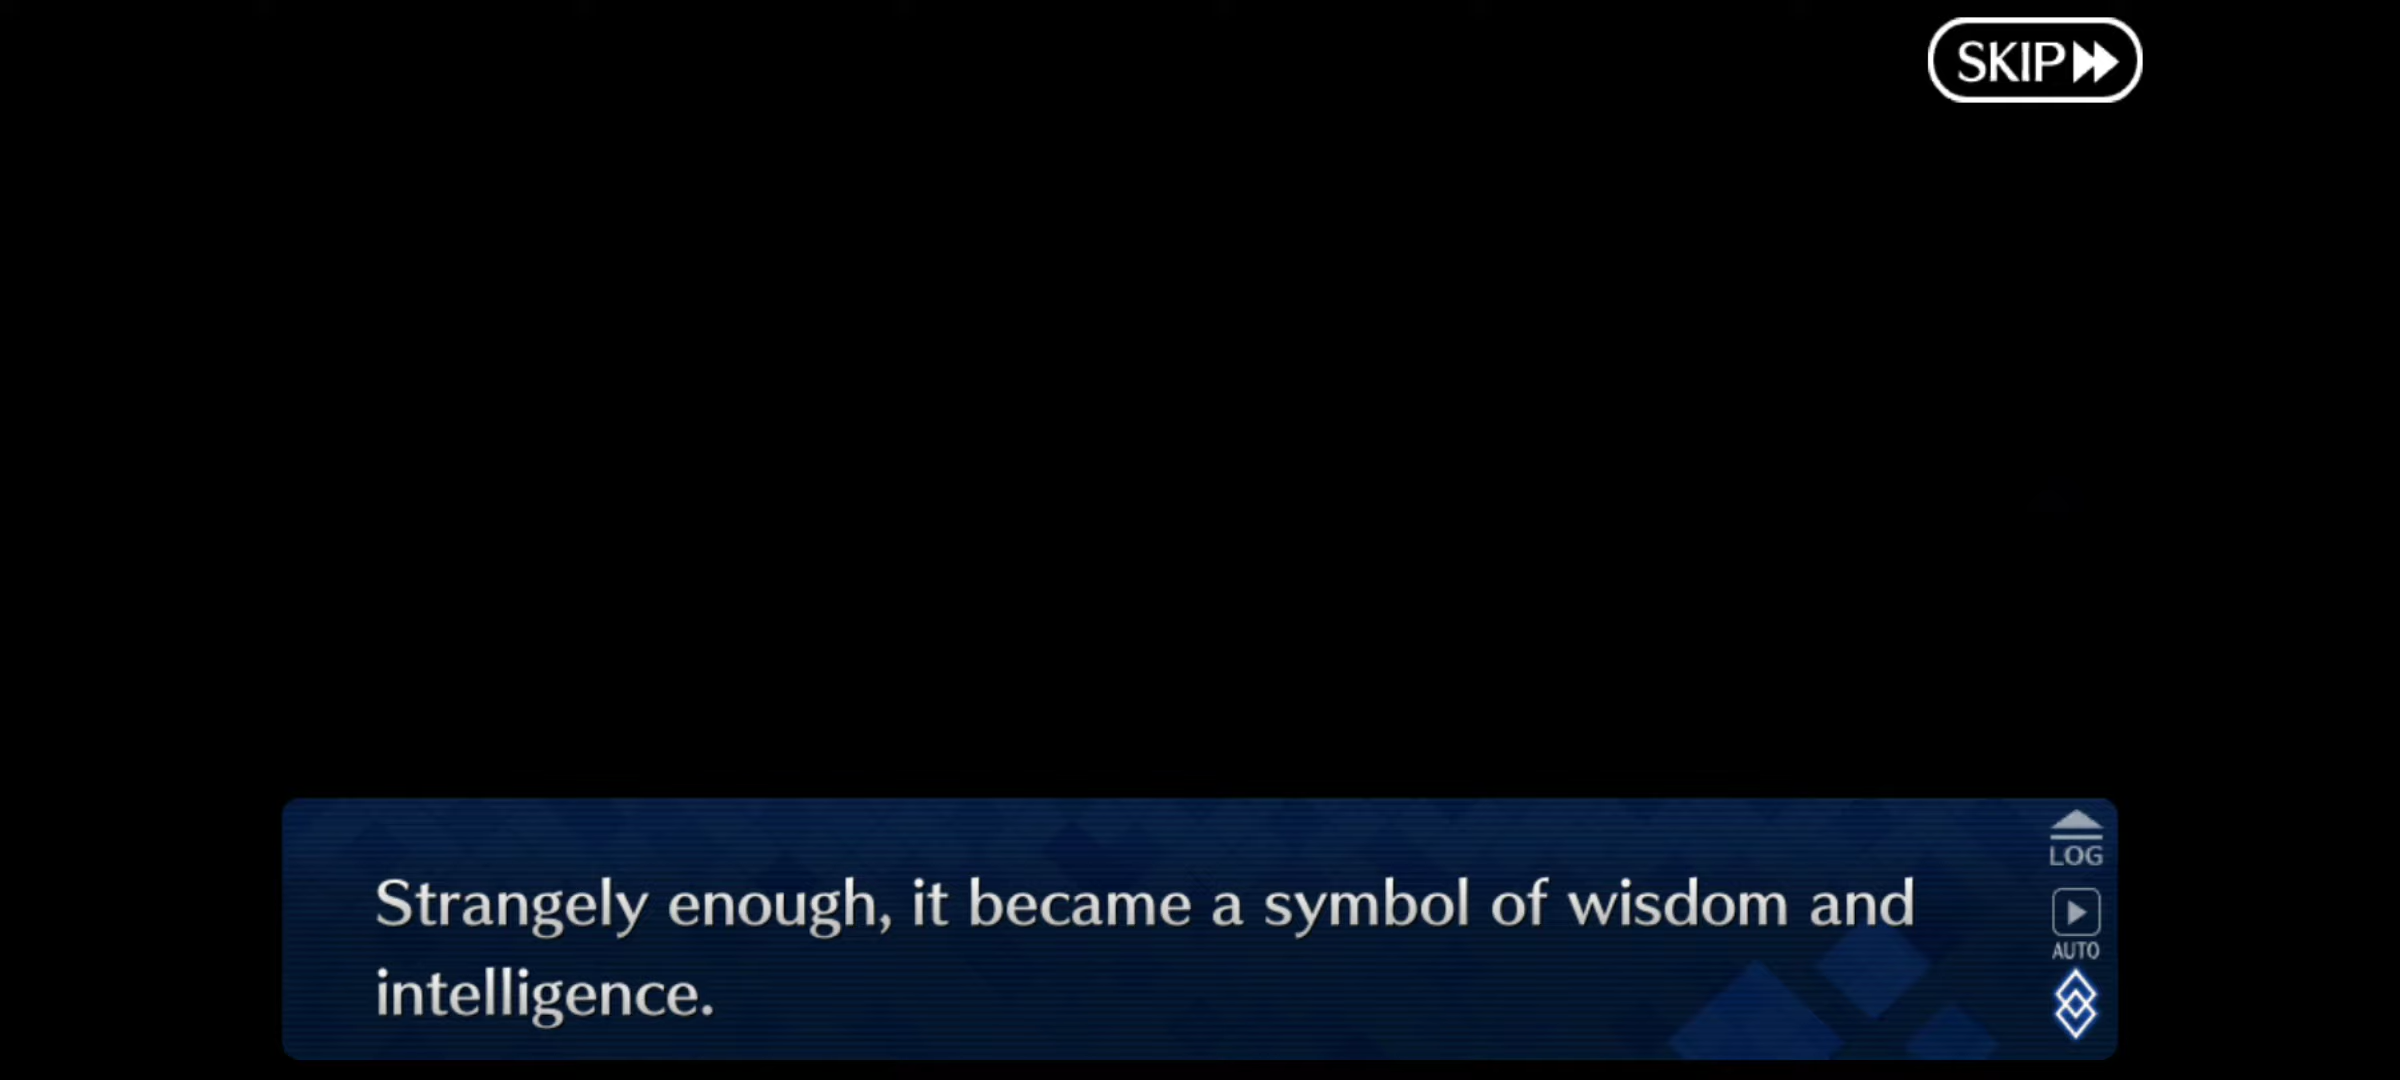 SKIP
LOG
Strangely enough, it became a symbol of wisdom and
intelligence.
AUTO